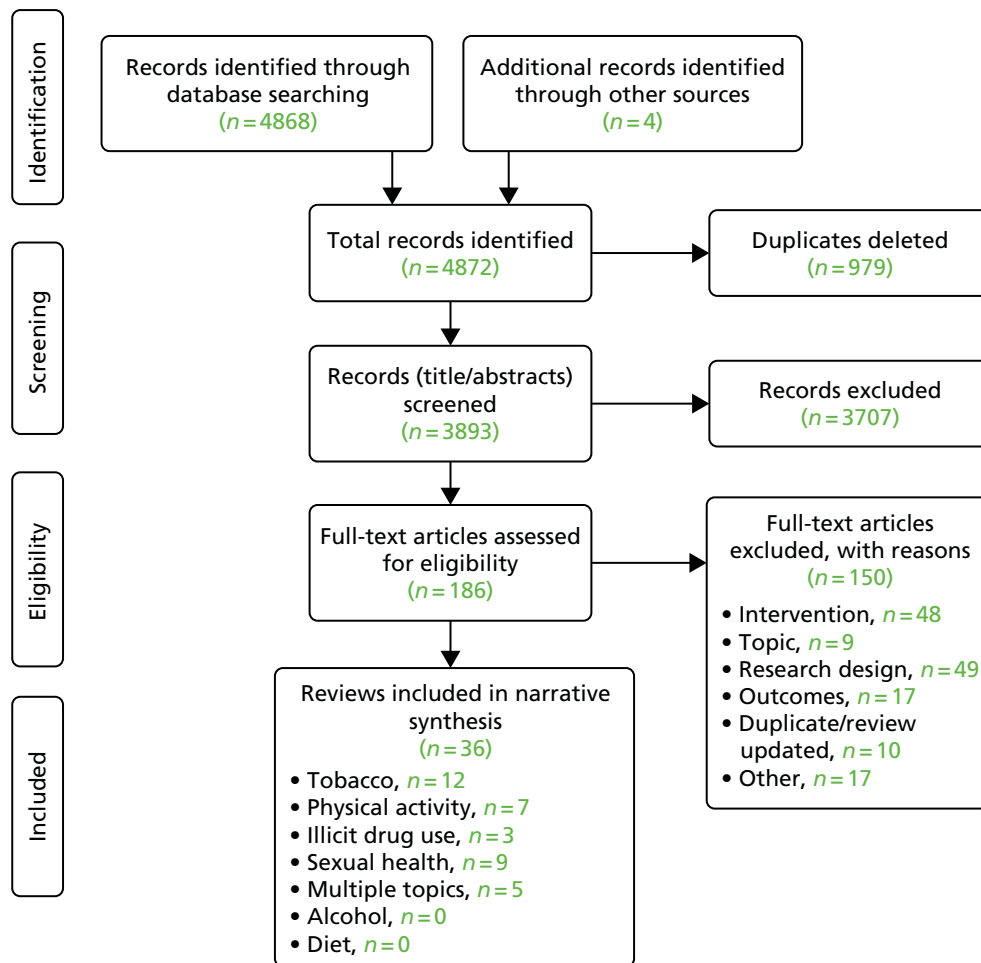 Identification
Records identified through
database searching
(n=4868)
Additional records identified
through other sources
(n=4)
Total records identified
(n=4872)
Duplicates deleted
(n=979)
Screening
Records (title/abstracts)
screened
(n=3893)
Records excluded
(n=3707)
Eligibility
Full-text articles assessed
for eligibility
(n=186)
Full-text articles
excluded, with reasons
(n=150)
• Intervention, n=48
• Topic, n=9
• Research design, n=49
• Outcomes, n=17
• Duplicate/review
updated, n=10
• Other, n=17
Included
Reviews included in narrative
synthesis
(n=36)
• Tobacco, n=12
• Physical activity, n=7
• Illicit drug use, n=3
• Sexual health, n=9
• Multiple topics, n=5
• Alcohol, n=0
• Diet, n=0